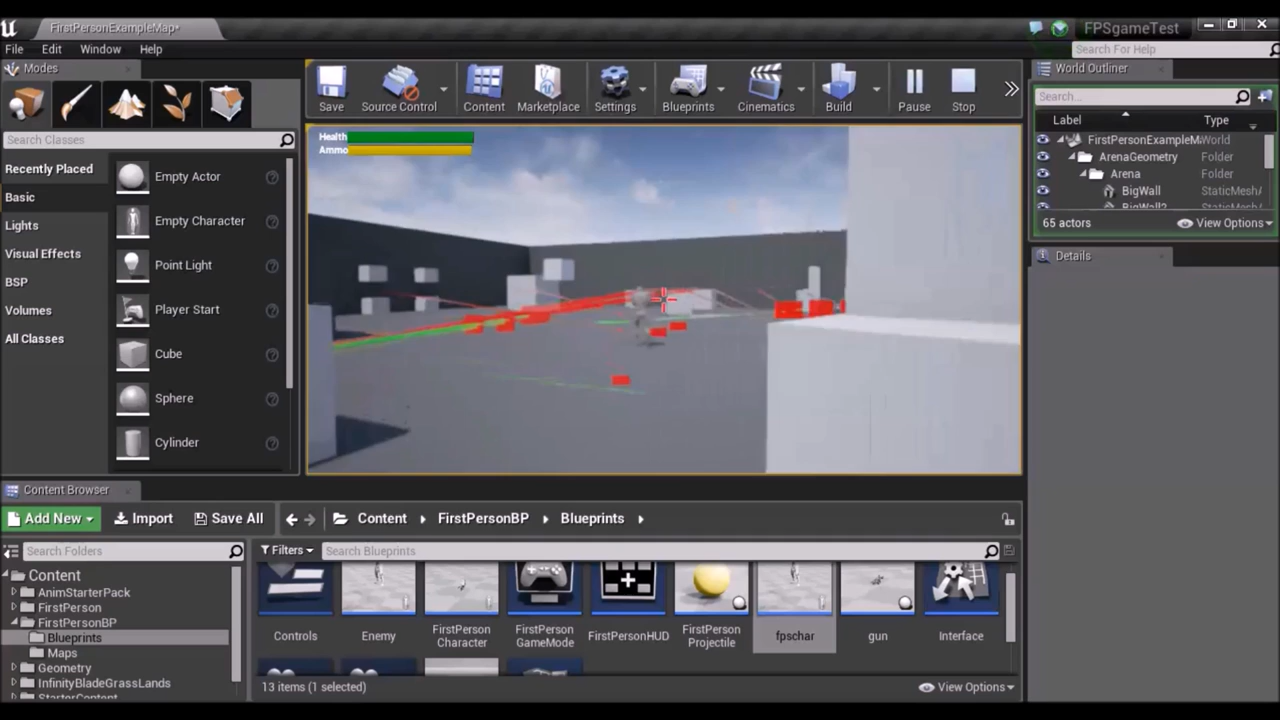 FirstPersonExampleMap*
FPSgameTest
File Edit Window Help
Search For Help
Modes
Save Source Control Content Marketplace Settings Blueprints Cinematics Build Pause Stop
World Outliner
Search Classes
Search...
Label Type
Health
Ammo
FirstPersonExampleMa World
ArenaGeometry Folder
Arena Folder
BigWall StaticMeshA
BigWall2 StaticMeshA
65 actors View Options
Details
Recently Placed
Basic
Lights
Visual Effects
BSP
Volumes
All Classes
Empty Actor
Empty Character
Point Light
Player Start
Cube
Sphere
Cylinder
Content Browser
Add New Import Save All Content FirstPersonBP Blueprints
Search Folders
Filters Search Blueprints
Content
AnimStarterPack
FirstPerson
FirstPersonBP
Blueprints
Maps
Geometry
InfinityBladeGrassLands
StarterContent
Controls
Enemy
FirstPerson
Character
FirstPerson
GameMode
FirstPersonHUD
FirstPerson
Projectile
fpschar
gun
Interface
13 items (1 selected) View Options